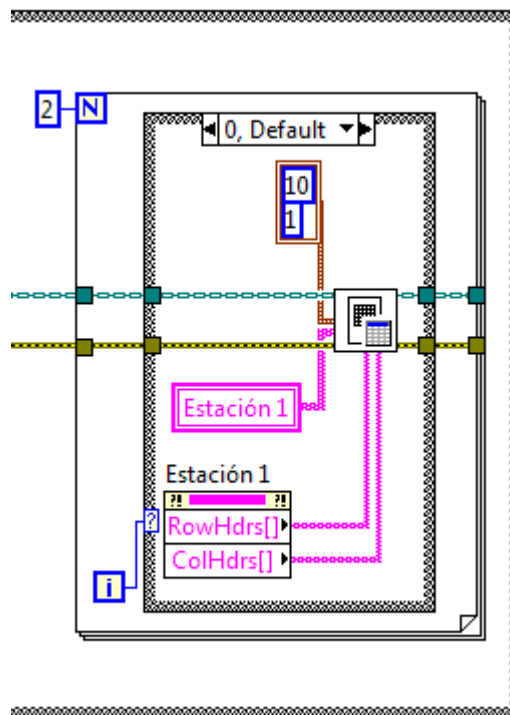 2 N
0, Default
10
1
Estación 1
Estación 1
?! ?!
RowHdrs[]
?
ColHdrs[]
i